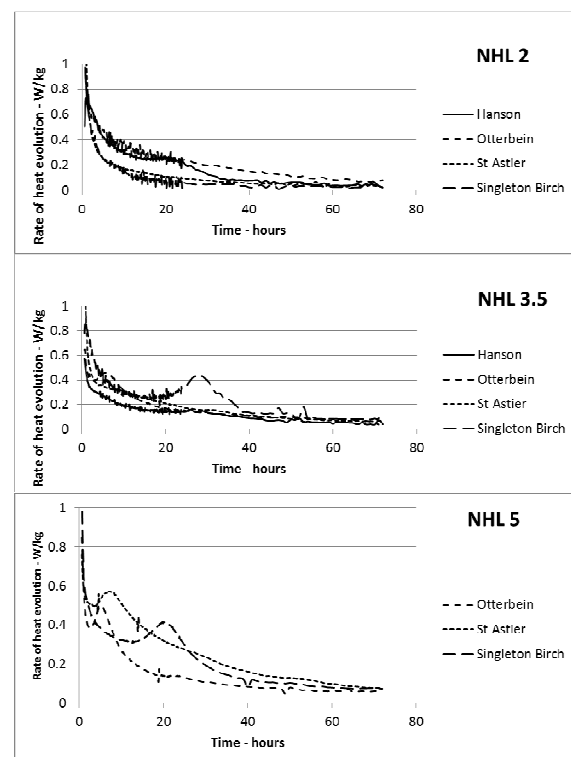 NHL 2
Rate of heat evolution - W/kg
1
0.8
0.6
0.4
0.2
0
0 20 40 60 80
Time - hours
Hanson
Otterbein
St Astier
Singleton Birch
NHL 3.5
Rate of heat evolution - W/kg
1
0.8
0.6
0.4
0.2
0
0 20 40 60 80
Time - hours
Hanson
Otterbein
St Astier
Singleton Birch
NHL 5
Rate of heat evolution - W/kg
1
0.8
0.6
0.4
0.2
0
0 20 40 60 80
Time - hours
Otterbein
St Astier
Singleton Birch